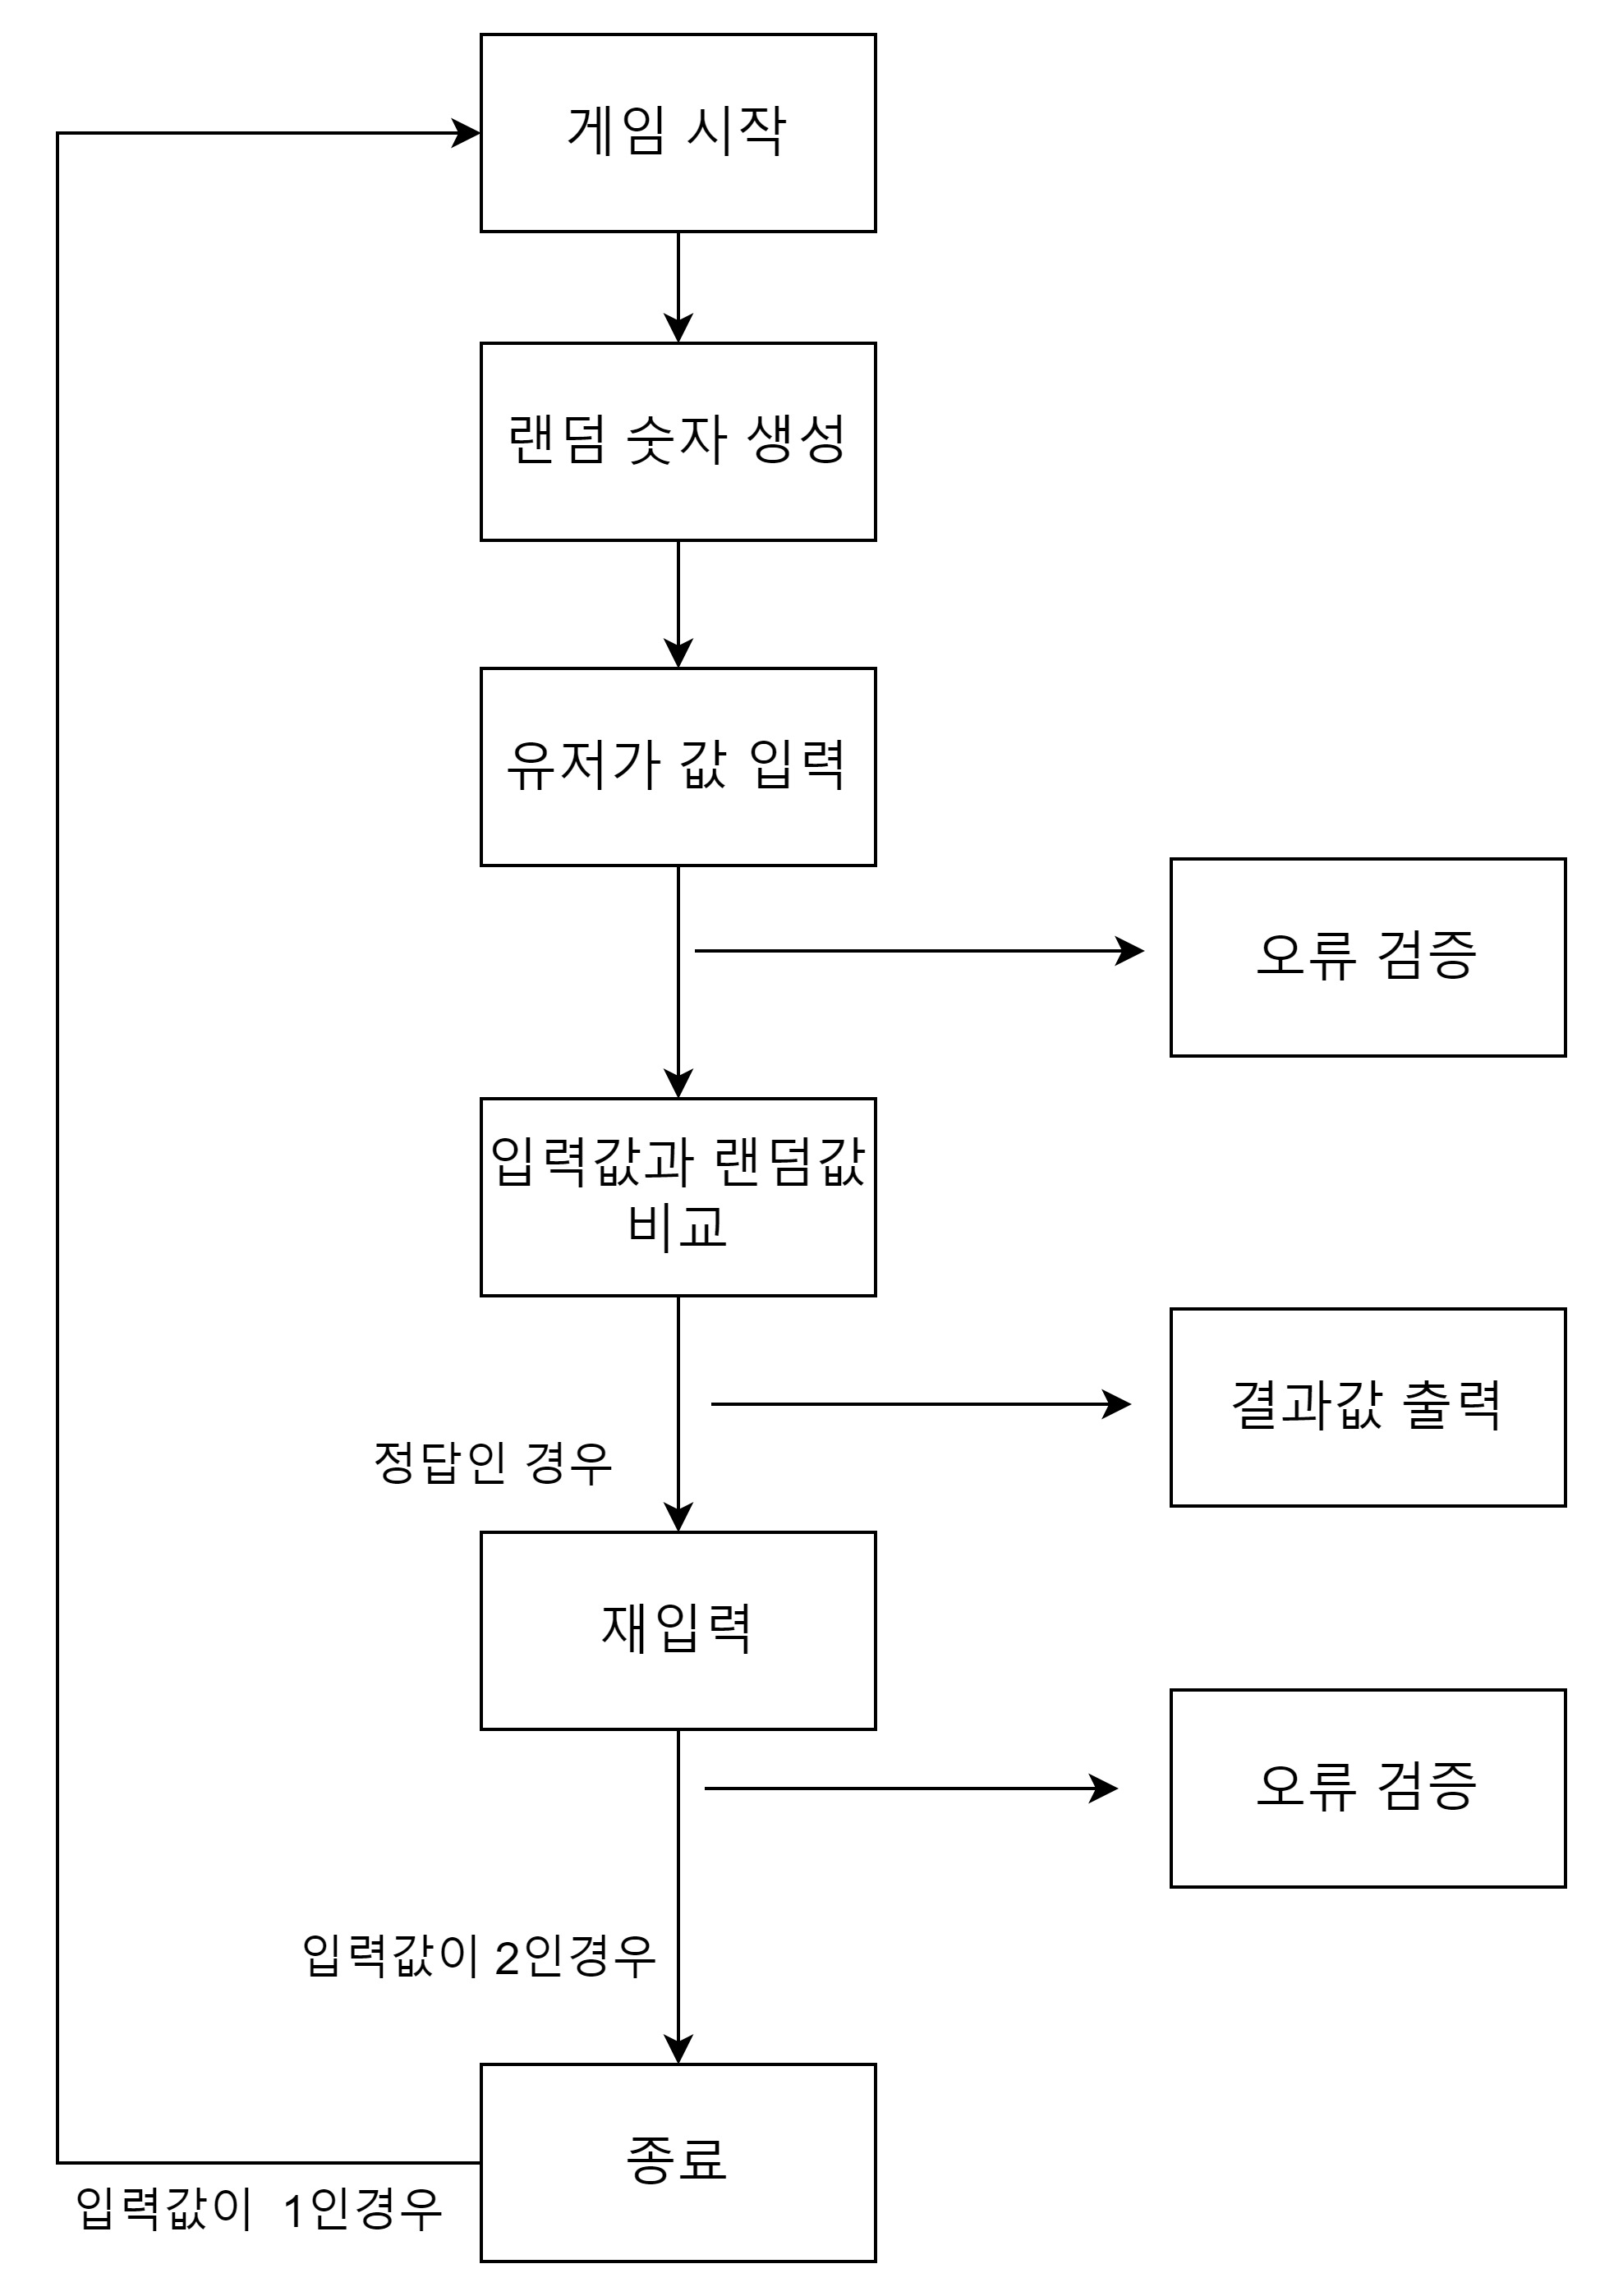 게임 시작
랜덤 숫자 생성
유저가 값 입력
오류 검증
입력값과 랜덤값
비교
결과값 출력
정답인 경우
재입력
오류 검증
입력값이 2인경우
종료
입력값이  1인경우